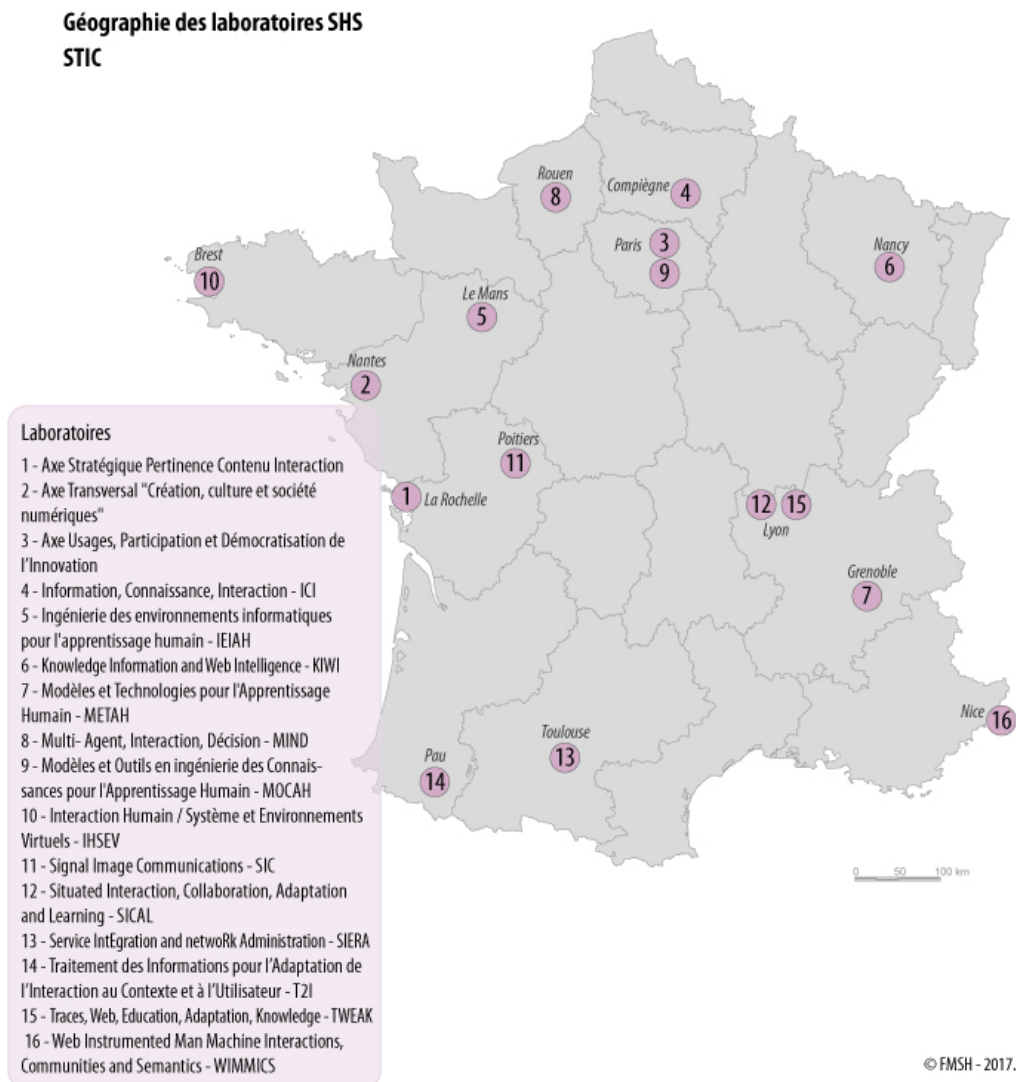 Géographie des laboratoires SHS
STIC
Rouen
8
Compiègne
4
Paris
3
9
Nancy
6
Brest
10
Le Mans
5
Nantes
2
Poitiers
11
1
La Rochelle
12
15
Lyon
Grenoble
7
Nice
16
Toulouse
13
Pau
14
Laboratoires
1 - Axe Stratégique Pertinence Contenu Interaction
2 - Axe Transversal "Création, culture et société
numériques"
3 - Axe Usages, Participation et Démocratisation de
l'Innovation
4 - Information, Connaissance, Interaction - ICI
5 - Ingénierie des environnements informatiques
pour l'apprentissage humain - IEIAH
6 - Knowledge Information and Web Intelligence - KIWI
7 - Modèles et Technologies pour l'Apprentissage
Humain - METAH
8 - Multi- Agent, Interaction, Décision - MIND
9 - Modèles et Outils en ingénierie des Connais-
sances pour l'Apprentissage Humain - MOCAH
10 - Interaction Humain / Système et Environnements
Virtuels - IHSEV
11 - Signal Image Communications - SIC
12 - Situated Interaction, Collaboration, Adaptation
and Learning - SICAL
13 - Service IntEgration and netwoRk Administration - SIERA
14 - Traitement des Informations pour l'Adaptation de
l'Interaction au Contexte et à l'Utilisateur - T2I
15 - Traces, Web, Education, Adaptation, Knowledge - TWEAK
16 - Web Instrumented Man Machine Interactions,
Communities and Semantics - WIMMICS
0 50 100 km
© FMSH - 2017.